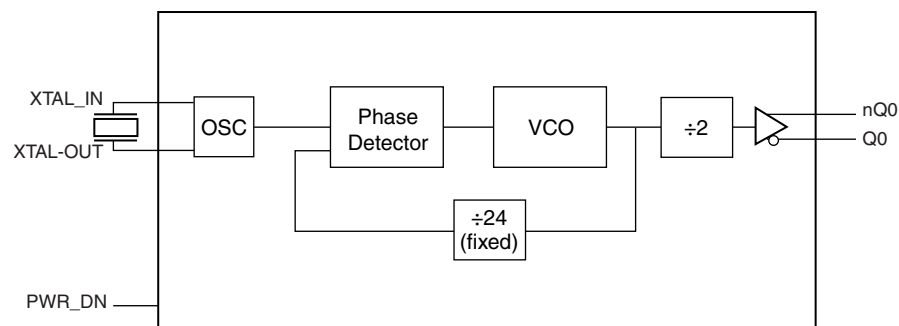 XTAL_IN
XTAL-OUT
OSC
Phase
Detector
VCO
÷2
nQ0
Q0
÷24
(fixed)
PWR_DN